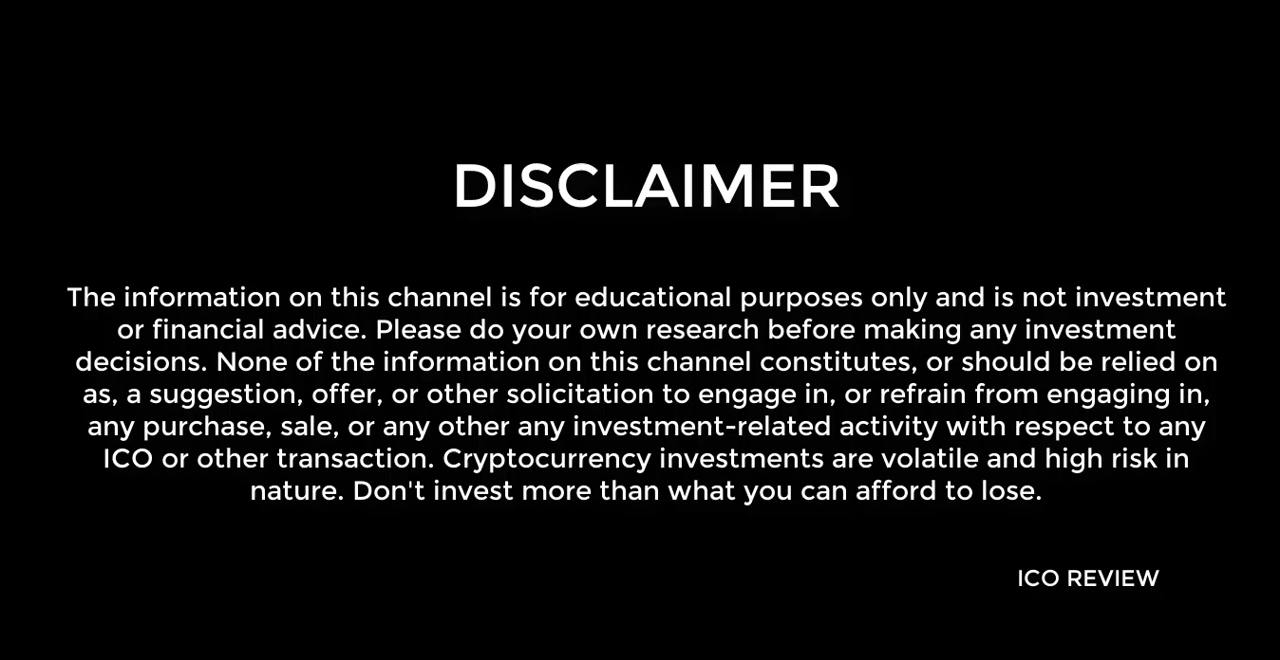 DISCLAIMER
The information on this channel is for educational purposes only and is not investment
or financial advice. Please do your own research before making any investment
decisions. None of the information on this channel constitutes, or should be relied on
as, a suggestion, offer, or other solicitation to engage in, or refrain from engaging in,
any purchase, sale, or any other any investment-related activity with respect to any
ICO or other transaction. Cryptocurrency investments are volatile and high risk in
nature. Don't invest more than what you can afford to lose.
ICO REVIEW